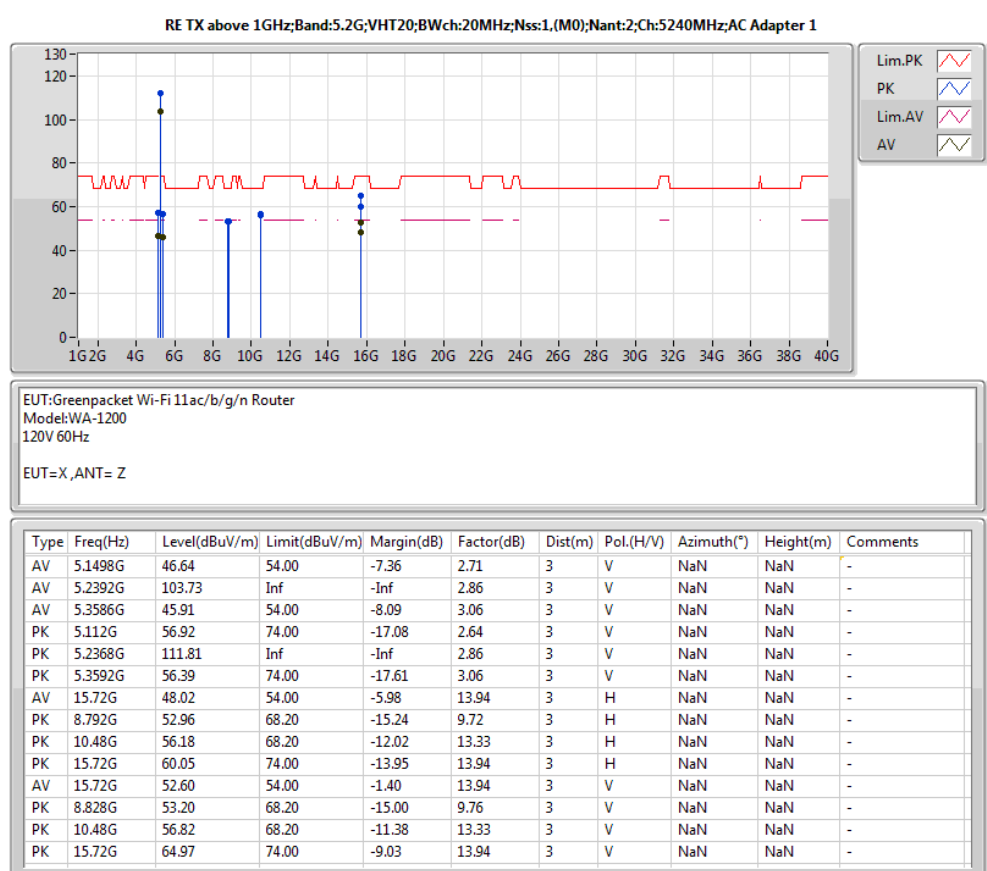 RE TX above 1GHz;Band:5.2G;VHT20;BWch:20MHz;Nss:1,(M0);Nant:2;Ch:5240MHz;AC Adapter 1
130
120
100
80
60
40
20
0
1G 2G 4G 6G 8G 10G 12G 14G 16G 18G 20G 22G 24G 26G 28G 30G 32G 34G 36G 38G 40G
Lim.PK
PK
Lim.AV
AV
EUT:Greenpacket Wi-Fi 11ac/b/g/n Router
Model:WA-1200
120V 60Hz
EUT=X ,ANT= Z
Type Freq(Hz) Level(dBuV/m) Limit(dBuV/m) Margin(dB) Factor(dB) Dist(m) Pol.(H/V) Azimuth(°) Height(m) Comments
AV 5.1498G 46.64 54.00 -7.36 2.71 3 V NaN NaN -
AV 5.2392G 103.73 Inf -Inf 2.86 3 V NaN NaN -
AV 5.3586G 45.91 54.00 -8.09 3.06 3 V NaN NaN -
PK 5.112G 56.92 74.00 -17.08 2.64 3 V NaN NaN -
PK 5.2368G 111.81 Inf -Inf 2.86 3 V NaN NaN -
PK 5.3592G 56.39 74.00 -17.61 3.06 3 V NaN NaN -
AV 15.72G 48.02 54.00 -5.98 13.94 3 H NaN NaN -
PK 8.792G 52.96 68.20 -15.24 9.72 3 H NaN NaN -
PK 10.48G 56.18 68.20 -12.02 13.33 3 H NaN NaN -
PK 15.72G 60.05 74.00 -13.95 13.94 3 H NaN NaN -
AV 15.72G 52.60 54.00 -1.40 13.94 3 V NaN NaN -
PK 8.828G 53.20 68.20 -15.00 9.76 3 V NaN NaN -
PK 10.48G 56.82 68.20 -11.38 13.33 3 V NaN NaN -
PK 15.72G 64.97 74.00 -9.03 13.94 3 V NaN NaN -